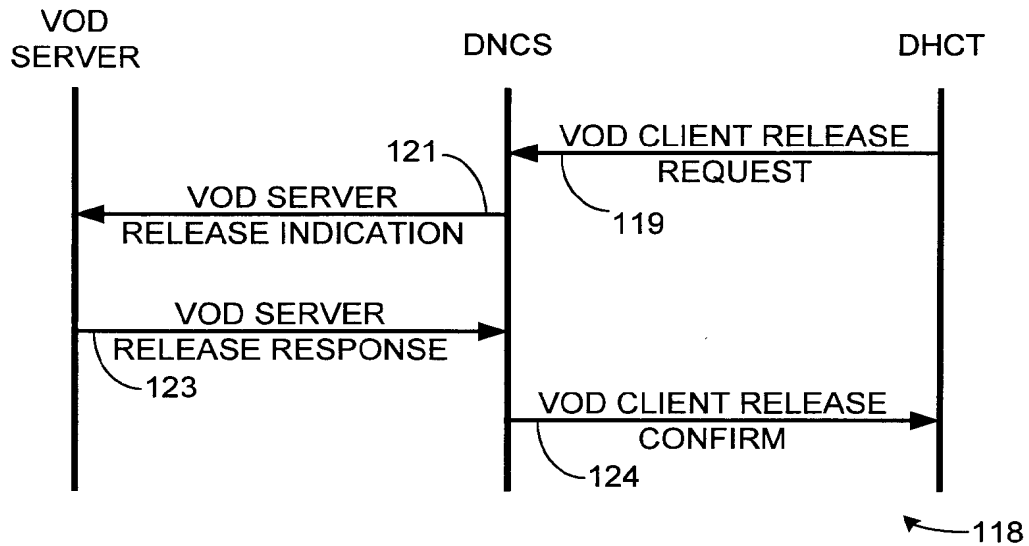 VOD
SERVER
DNCS
DHCT
VOD CLIENT RELEASE
REQUEST
119
121
VOD SERVER
RELEASE INDICATION
VOD SERVER
RELEASE RESPONSE
123
VOD CLIENT RELEASE
CONFIRM
124
118